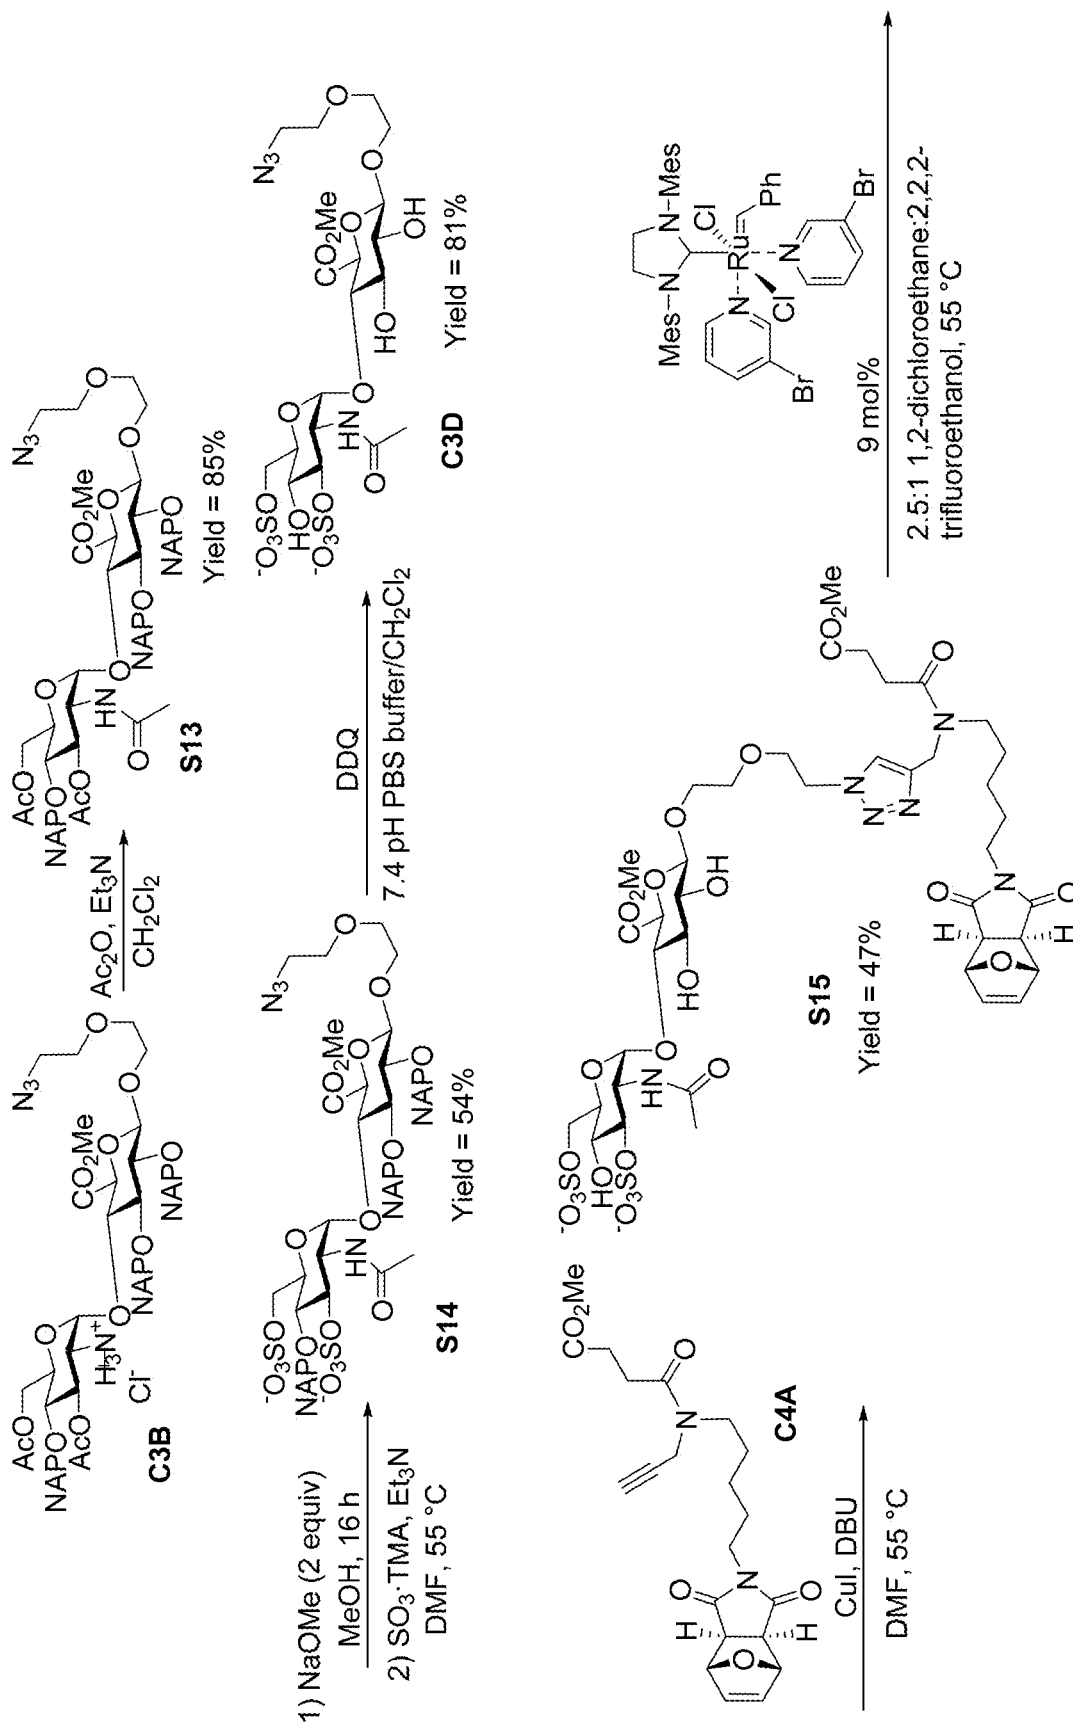 AcO
NAPO
AcO
H3N+
Cl-
O
NAPO
CO2Me
O
NAPO
O
O
N3
C3B
Ac2O, Et3N
CH2Cl2
AcO
NAPO
AcO
O
HN
O
O
NAPO
CO2Me
O
NAPO
O
O
N3
S13
Yield = 85%
1) NaOMe (2 equiv)
MeOH, 16 h
2) SO3·TMA, Et3N
DMF, 55 °C
-O3SO
NAPO
-O3SO
O
HN
O
O
NAPO
CO2Me
O
NAPO
O
O
N3
S14
Yield = 54%
DDQ
7.4 pH PBS buffer/CH2Cl2
-O3SO
HO
-O3SO
O
HN
O
O
HO
CO2Me
O
OH
O
O
N3
C3D
Yield = 81%
O
H
H
O
N
O
N
O
CO2Me
C4A
CuI, DBU
DMF, 55 °C
-O3SO
HO
-O3SO
O
HN
O
O
HO
CO2Me
O
OH
O
O
N
N=N
N
O
CO2Me
O
N
O
H
H
O
S15
Yield = 47%
Mes-N
N-Mes
Cl
Ru
Ph
Cl
N
N
Br
Br
9 mol%
2.5:1 1,2-dichloroethane:2,2,2-
trifluoroethanol, 55 °C